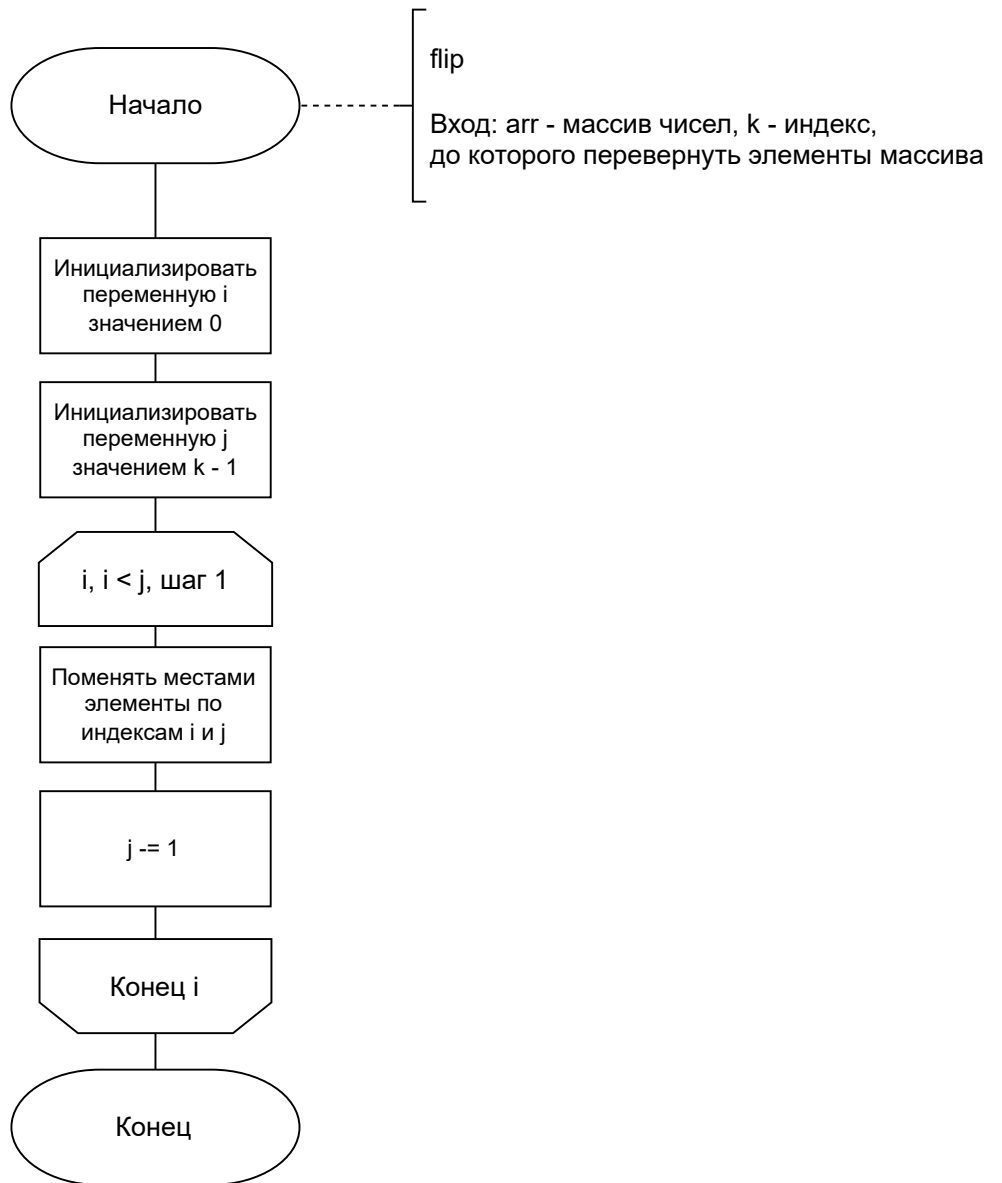 Начало
flip
Вход: arr - массив чисел, k - индекс,
до которого перевернуть элементы массива
Инициализировать
переменную i
значением 0
Инициализировать
переменную j
значением k - 1
i, i < j, шаг 1
Поменять местами
элементы по
индексам i и j
j -= 1
Конец i
Конец